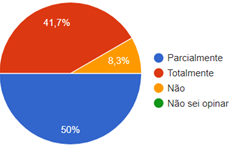 41,7%
8,3%
50%
Parcialmente
Totalmente
Não
Não sei opinar